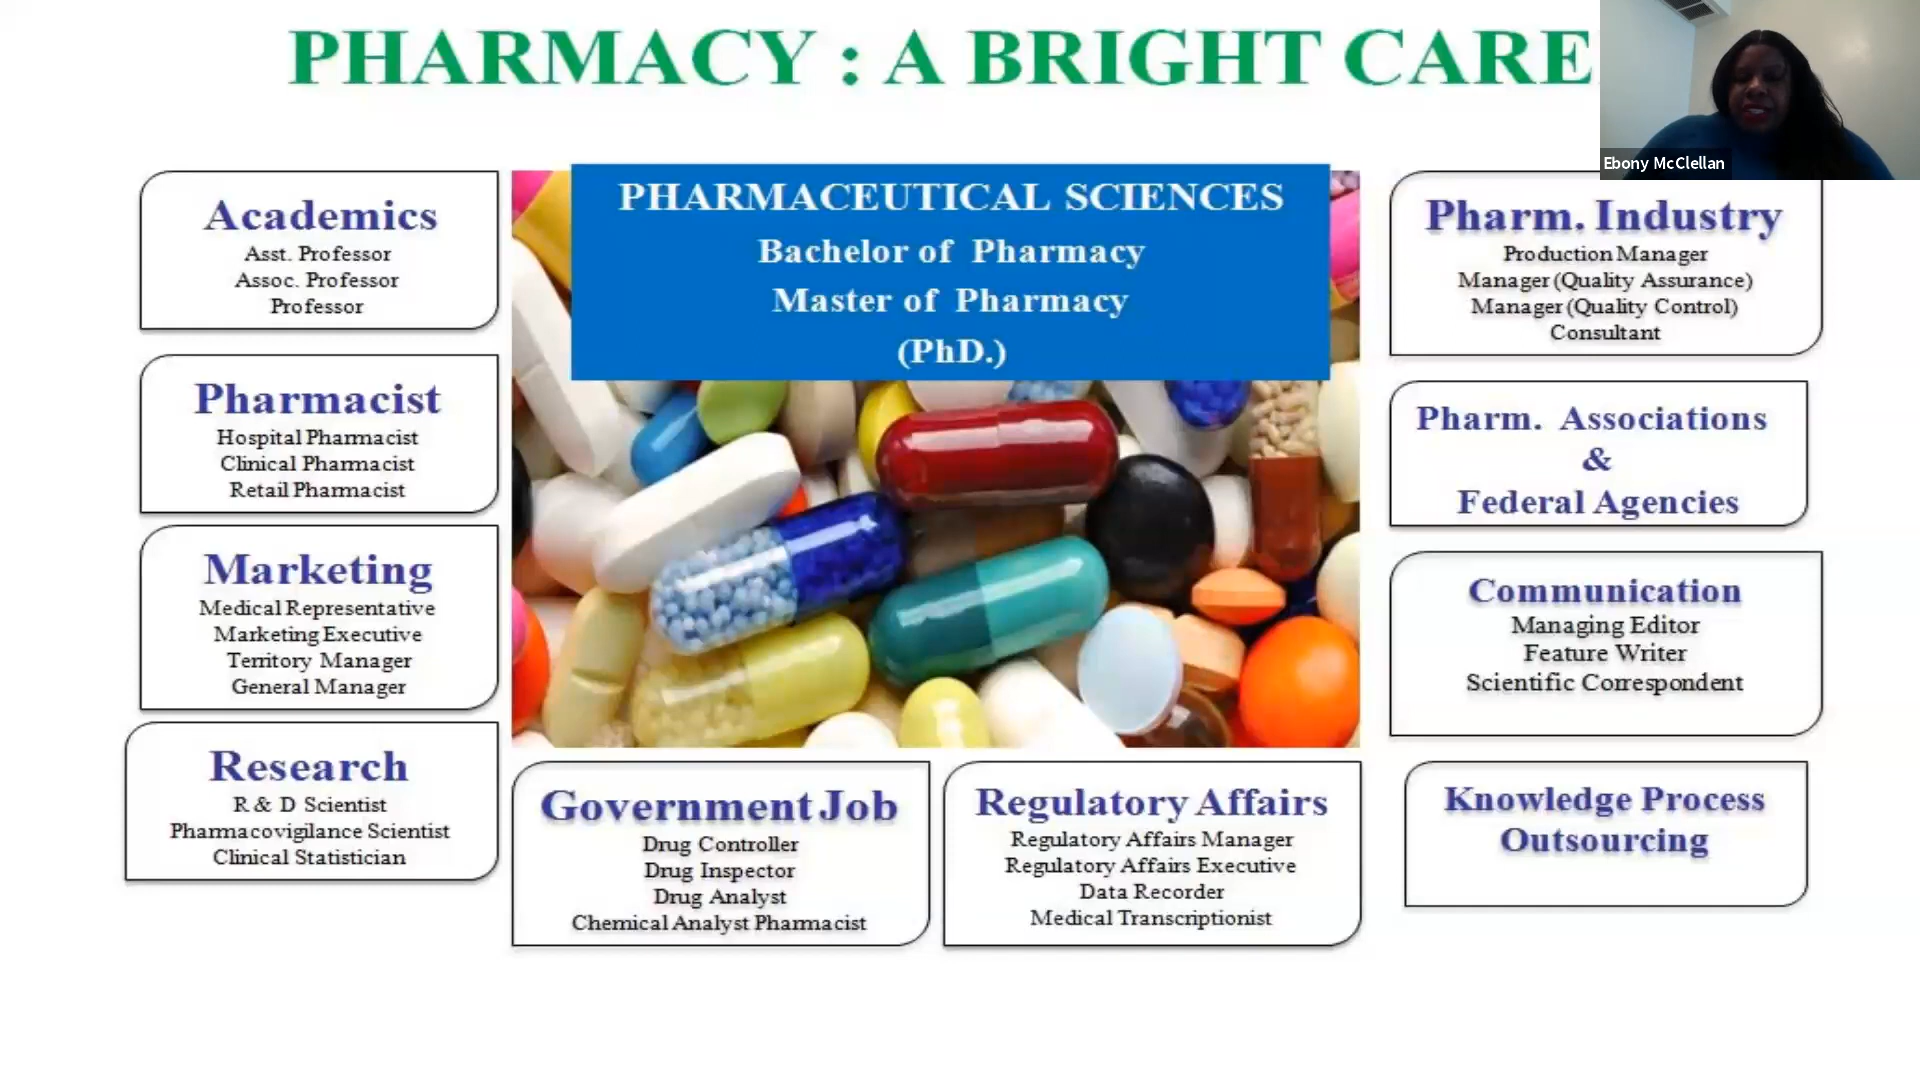 PHARMACY : A BRIGHT CARE
Ebony McClellan
PHARMACEUTICAL SCIENCES
Bachelor of Pharmacy
Master of Pharmacy
(PhD.)
Academics
Asst. Professor
Assoc. Professor
Professor
Pharmacist
Hospital Pharmacist
Clinical Pharmacist
Retail Pharmacist
Marketing
Medical Representative
Marketing Executive
Territory Manager
General Manager
Research
R & D Scientist
Pharmacovigilance Scientist
Clinical Statistician
Government Job
Drug Controller
Drug Inspector
Drug Analyst
Chemical Analyst Pharmacist
Regulatory Affairs
Regulatory Affairs Manager
Regulatory Affairs Executive
Data Recorder
Medical Transcriptionist
Pharm. Industry
Production Manager
Manager (Quality Assurance)
Manager (Quality Control)
Consultant
Pharm. Associations
&
Federal Agencies
Communication
Managing Editor
Feature Writer
Scientific Correspondent
Knowledge Process
Outsourcing